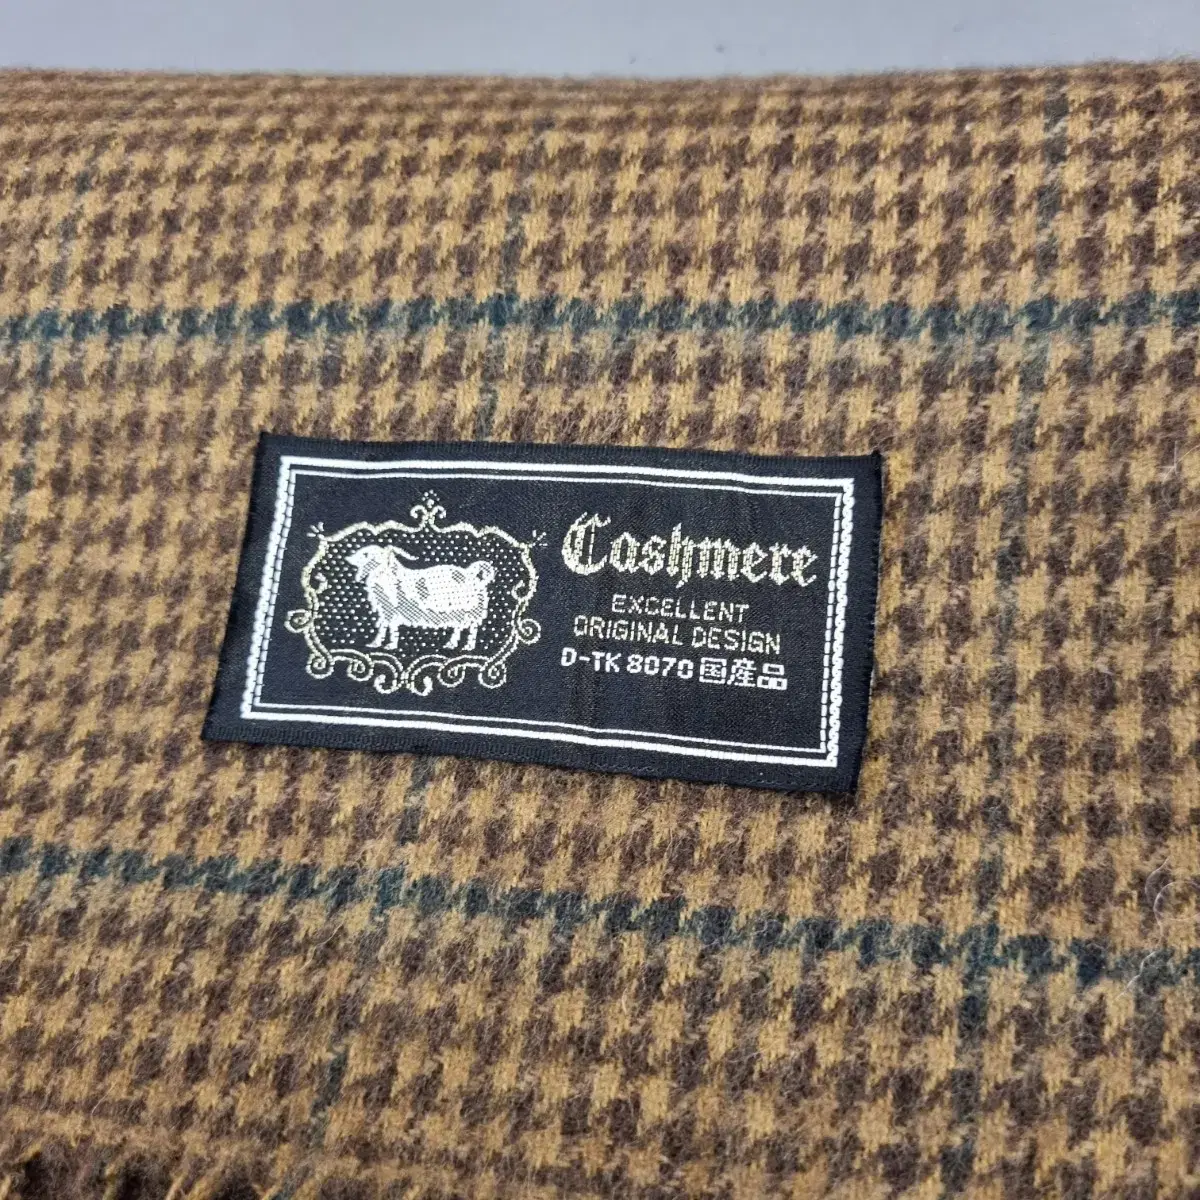 Cashmere
EXCELLENT
ORIGINAL DESIGN
D-TK 8070 国産品